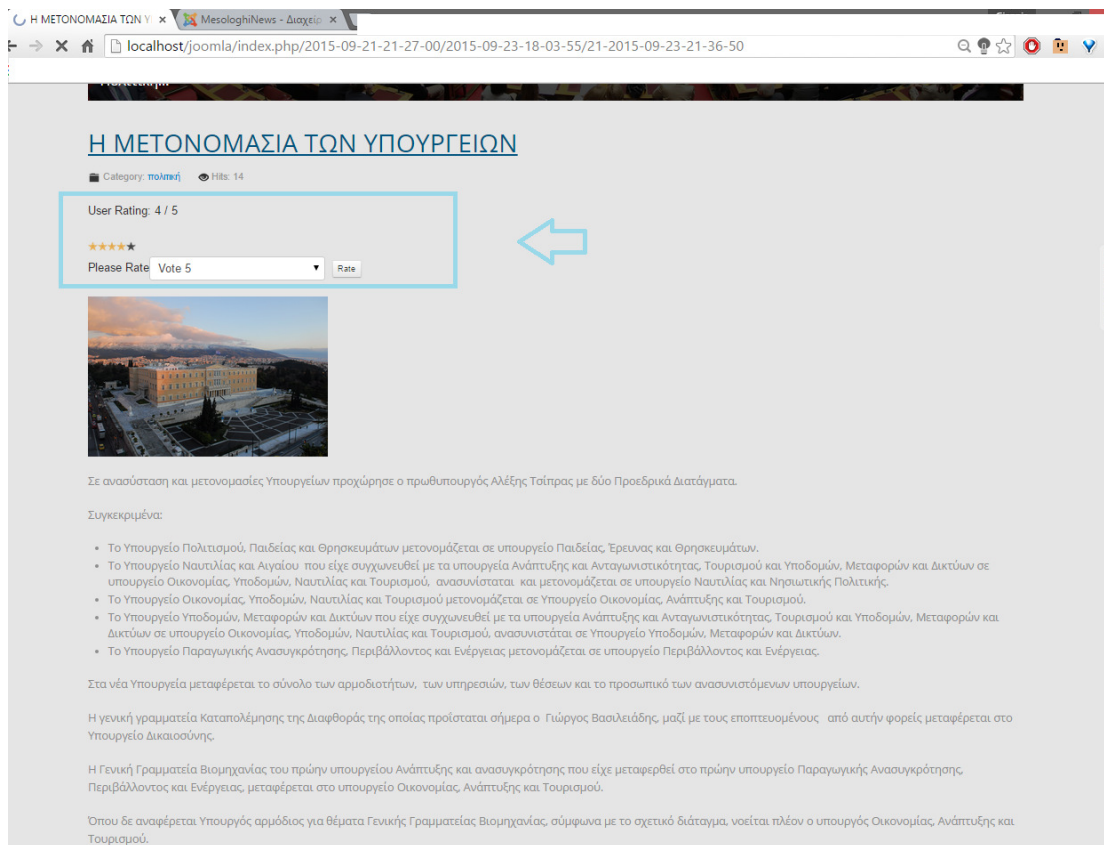 Η ΜΕΤΟΝΟΜΑΣΙΑ ΤΩΝ Υ
MesologhiNews - Διαχείρ
localhost/joomla/index.php/2015-09-21-21-27-00/2015-09-23-18-03-55/21-2015-09-23-21-36-50
Η ΜΕΤΟΝΟΜΑΣΙΑ ΤΩΝ ΥΠΟΥΡΓΕΙΩΝ
Category: πολιτική Hits: 14
User Rating: 4 / 5
Please Rate Vote 5 Rate
Σε ανασύσταση και μετονομασίες Υπουργείων προχώρησε ο πρωθυπουργός Αλέξης Τσίπρας με δύο Προεδρικά Διατάγματα.
Συγκεκριμένα:
• Το Υπουργείο Πολιτισμού, Παιδείας και Θρησκευμάτων μετονομάζεται σε υπουργείο Παιδείας, Έρευνας και Θρησκευμάτων.
• Το Υπουργείο Ναυτιλίας και Αιγαίου που είχε συγχωνευθεί με τα υπουργεία Ανάπτυξης και Ανταγωνιστικότητας, Τουρισμού και Υποδομών, Μεταφορών και Δικτύων σε
υπουργείο Οικονομίας, Υποδομών, Ναυτιλίας και Τουρισμού, ανασυνίσταται και μετονομάζεται σε υπουργείο Ναυτιλίας και Νησιωτικής Πολιτικής.
• Το Υπουργείο Οικονομίας, Υποδομών, Ναυτιλίας και Τουρισμού μετονομάζεται σε Υπουργείο Οικονομίας, Ανάπτυξης και Τουρισμού.
• Το Υπουργείο Υποδομών, Μεταφορών και Δικτύων που είχε συγχωνευθεί με τα υπουργεία Ανάπτυξης και Ανταγωνιστικότητας, Τουρισμού και Υποδομών, Μεταφορών και
Δικτύων σε υπουργείο Οικονομίας, Υποδομών, Ναυτιλίας και Τουρισμού, ανασυνιστάται σε Υπουργείο Υποδομών, Μεταφορών και Δικτύων.
• Το Υπουργείο Παραγωγικής Ανασυγκρότησης, Περιβάλλοντος και Ενέργειας μετονομάζεται σε υπουργείο Περιβάλλοντος και Ενέργειας.
Στα νέα Υπουργεία μεταφέρεται το σύνολο των αρμοδιοτήτων, των υπηρεσιών, των θέσεων και το προσωπικό των ανασυνιστόμενων υπουργείων.
Η γενική γραμματεία Καταπολέμησης της Διαφθοράς της οποίας προΐσταται σήμερα ο Γιώργος Βασιλειάδης, μαζί με τους εποπτευομένους από αυτήν φορείς μεταφέρεται στο
Υπουργείο Δικαιοσύνης.
Η Γενική Γραμματεία Βιομηχανίας του πρώην υπουργείου Ανάπτυξης και ανασυγκρότησης που είχε μεταφερθεί στο πρώην υπουργείο Παραγωγικής Ανασυγκρότησης,
Περιβάλλοντος και Ενέργειας, μεταφέρεται στο υπουργείο Οικονομίας, Ανάπτυξης και Τουρισμού.
Όπου δε αναφέρεται Υπουργός αρμόδιος για θέματα Γενικής Γραμματείας Βιομηχανίας, σύμφωνα με το σχετικό διάταγμα, νοείται πλέον ο υπουργός Οικονομίας, Ανάπτυξης και
Τουρισμού.